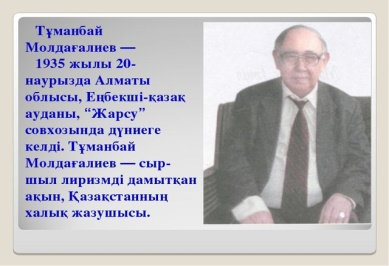 Тұманбай
Молдағалиев —
1935 жылы 20-
наурызда Алматы
облысы, Еңбекші-қазақ
ауданы, “Жарсу”
совхозында дүниеге
келді. Тұманбай
Молдағалиев — сыр-
шыл лиризмді дамытқан
ақын, Қазақстанның
халық жазушысы.